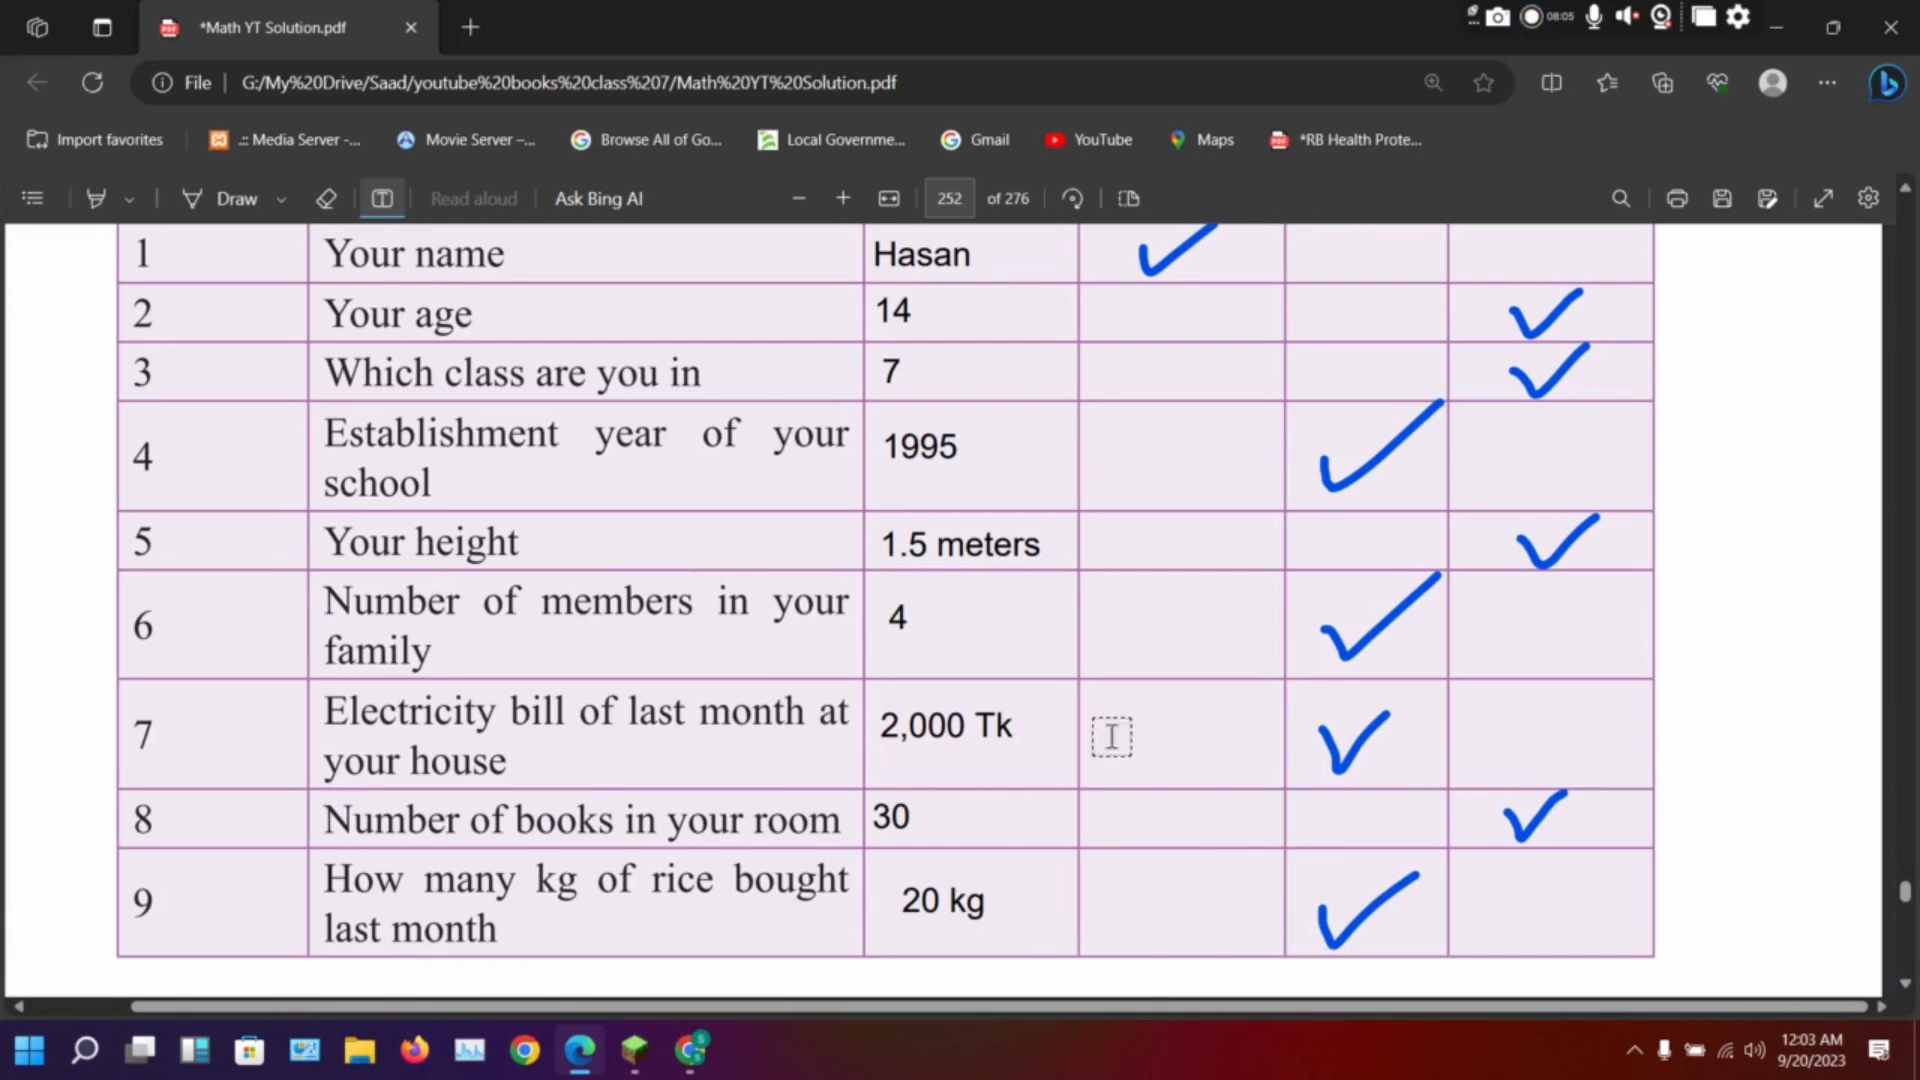 *Math YT Solution.pdf
08:05
File
G:/My%20Drive/Saad/youtube%20books%20class%207/Math%20YT%20Solution.pdf
Import favorites
.:: Media Server -...
Movie Server –...
Browse All of Go...
Local Governme...
Gmail
YouTube
Maps
*RB Health Prote...
Draw
Read aloud
Ask Bing AI
252
of 276
1 Your name Hasan
2 Your age 14
3 Which class are you in 7
4 Establishment year of your 1995
school
5 Your height 1.5 meters
6 Number of members in your 4
family
7 Electricity bill of last month at 2,000 Tk
your house
8 Number of books in your room 30
9 How many kg of rice bought 20 kg
last month
12:03 AM
9/20/2023